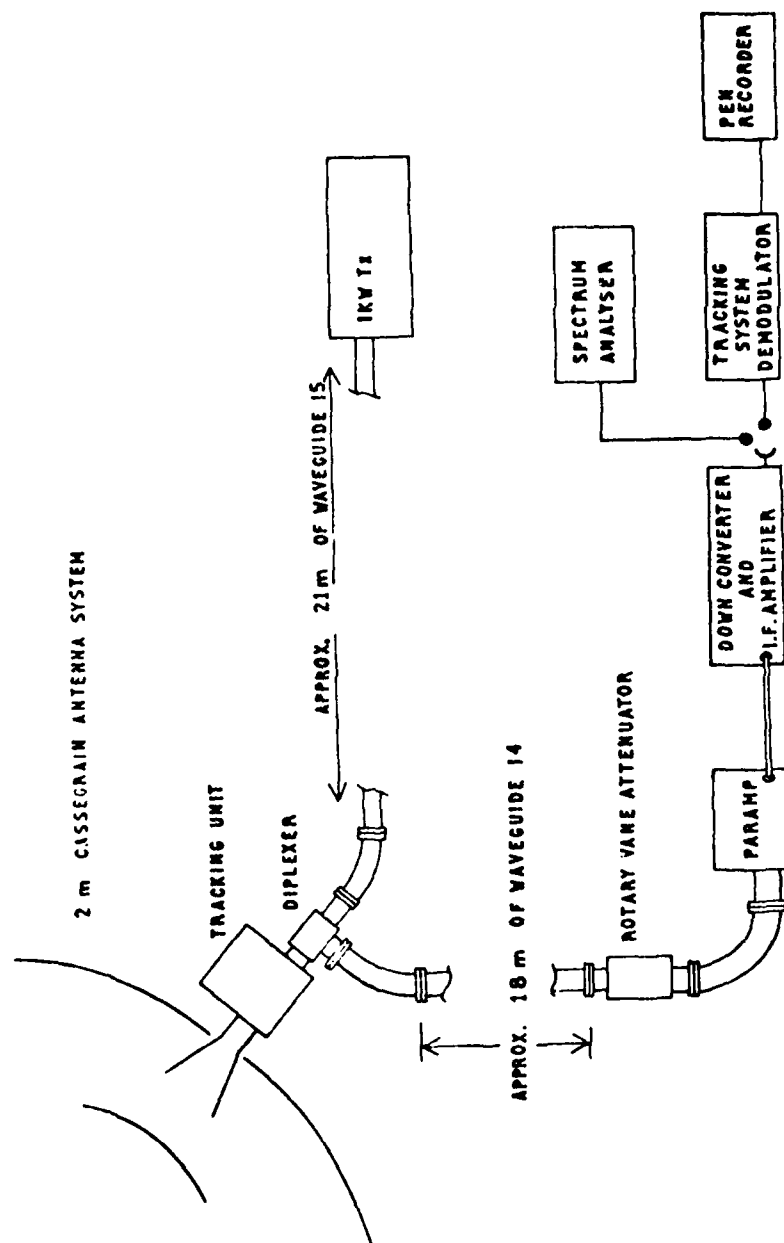 2 m CASSEGRAIN ANTENNA SYSTEM
TRACKING UNIT
DIPLEXER
APPROX. 21m OF WAVEGUIDE 15
1KW Tx
APPROX. 18m OF WAVEGUIDE 14
ROTARY VANE ATTENUATOR
PARAMP
DOWN CONVERTER
AND
I.F. AMPLIFIER
SPECTRUM
ANALYSER
TRACKING
SYSTEM
DEMODULATOR
PEN
RECORDER